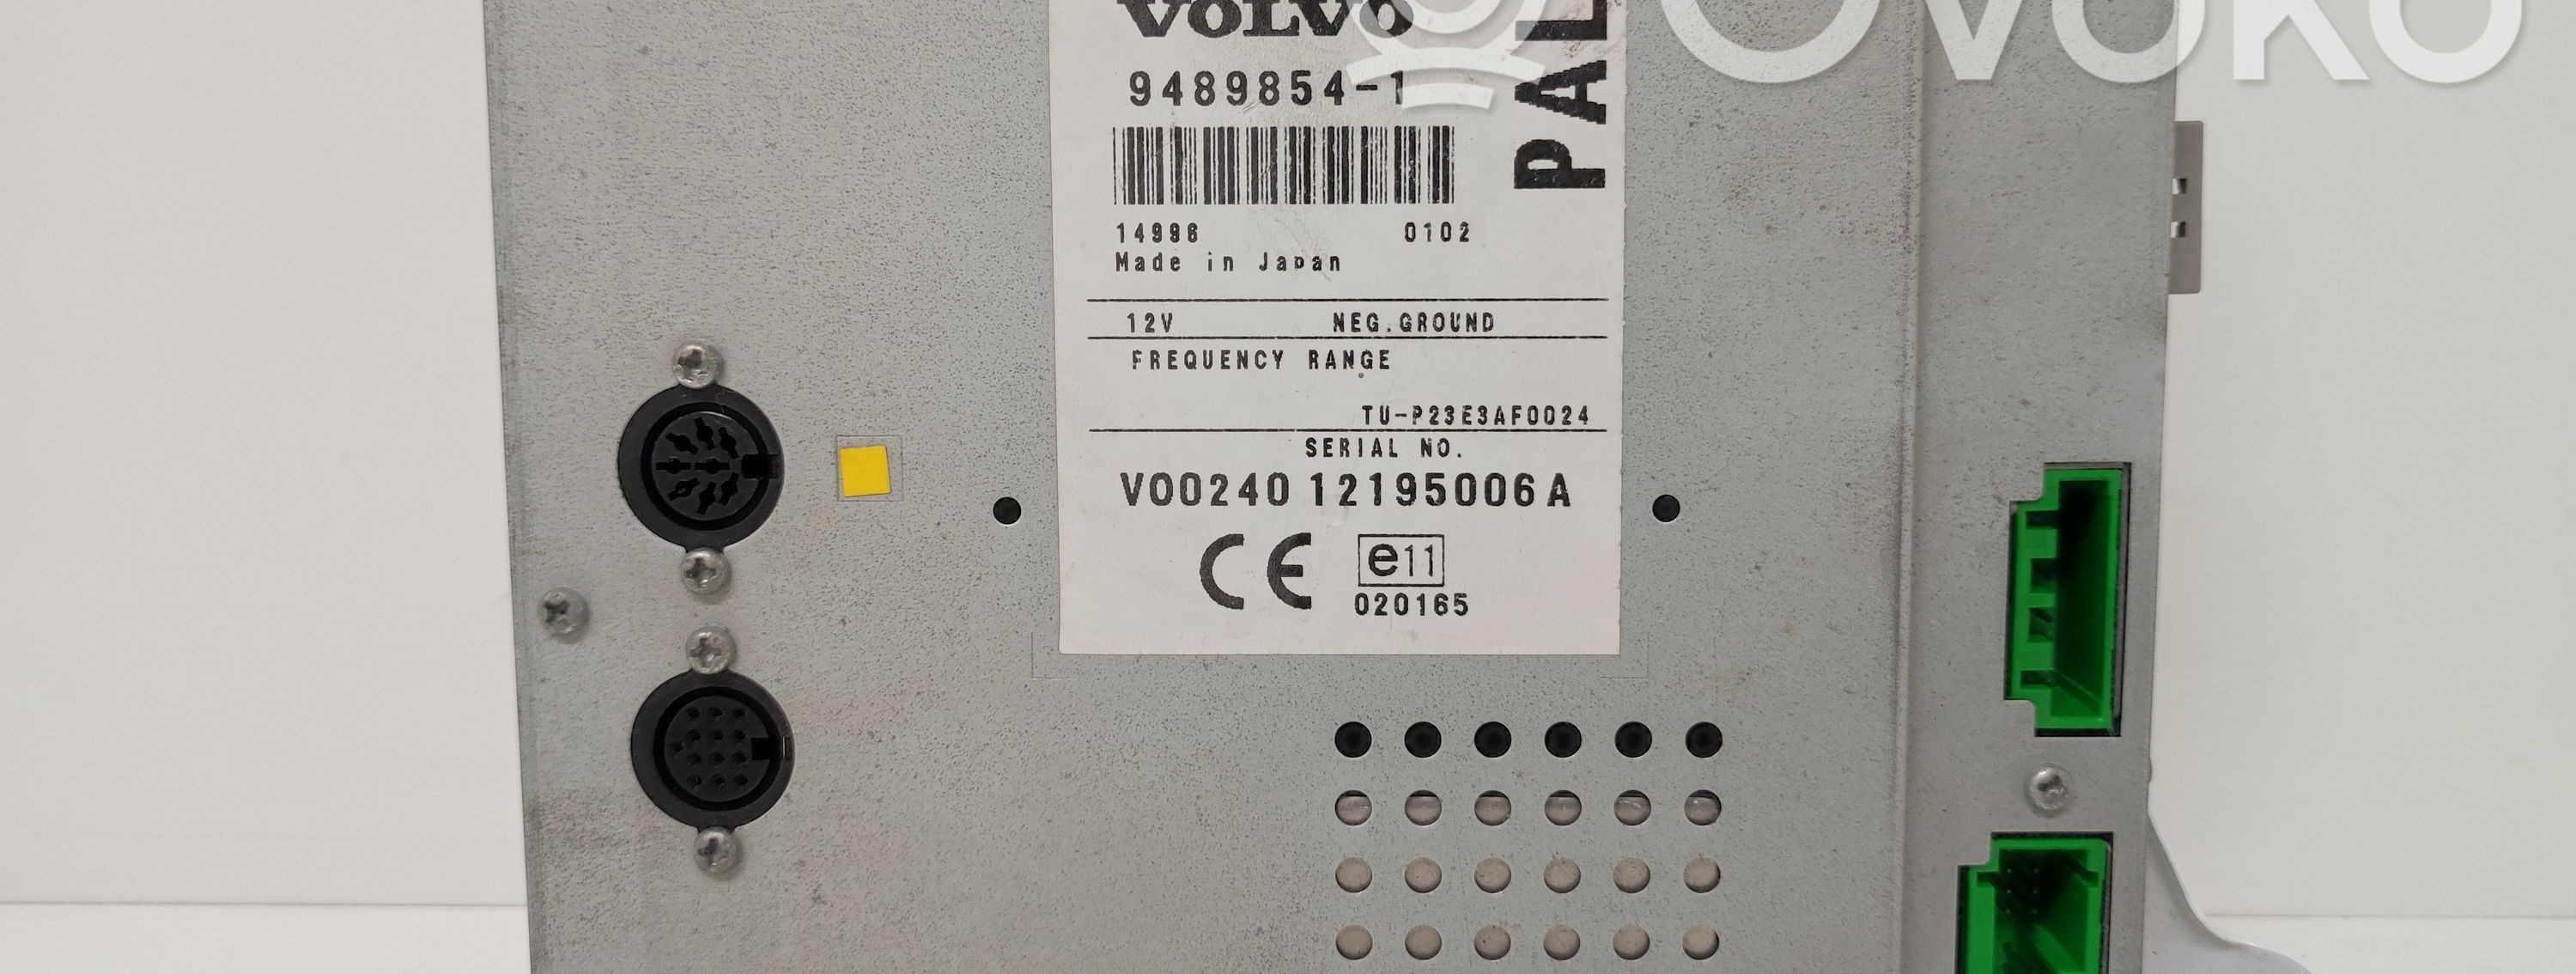 VOLVO
OVOKO
9489854-1
PAL
14996 0102
Made in Japan
12V NEG.GROUND
FREQUENCY RANGE
TU-P23E3AF0024
SERIAL NO.
V00240 12195006A
CE e11
020165